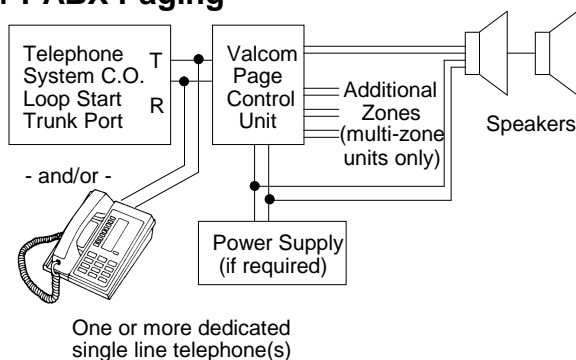 PABX Paging
Telephone
System C.O.
Loop Start
Trunk Port
T
R
Valcom
Page
Control
Unit
Additional
Zones
(multi-zone
units only)
Speakers
- and/or -
Power Supply
(if required)
One or more dedicated
single line telephone(s)